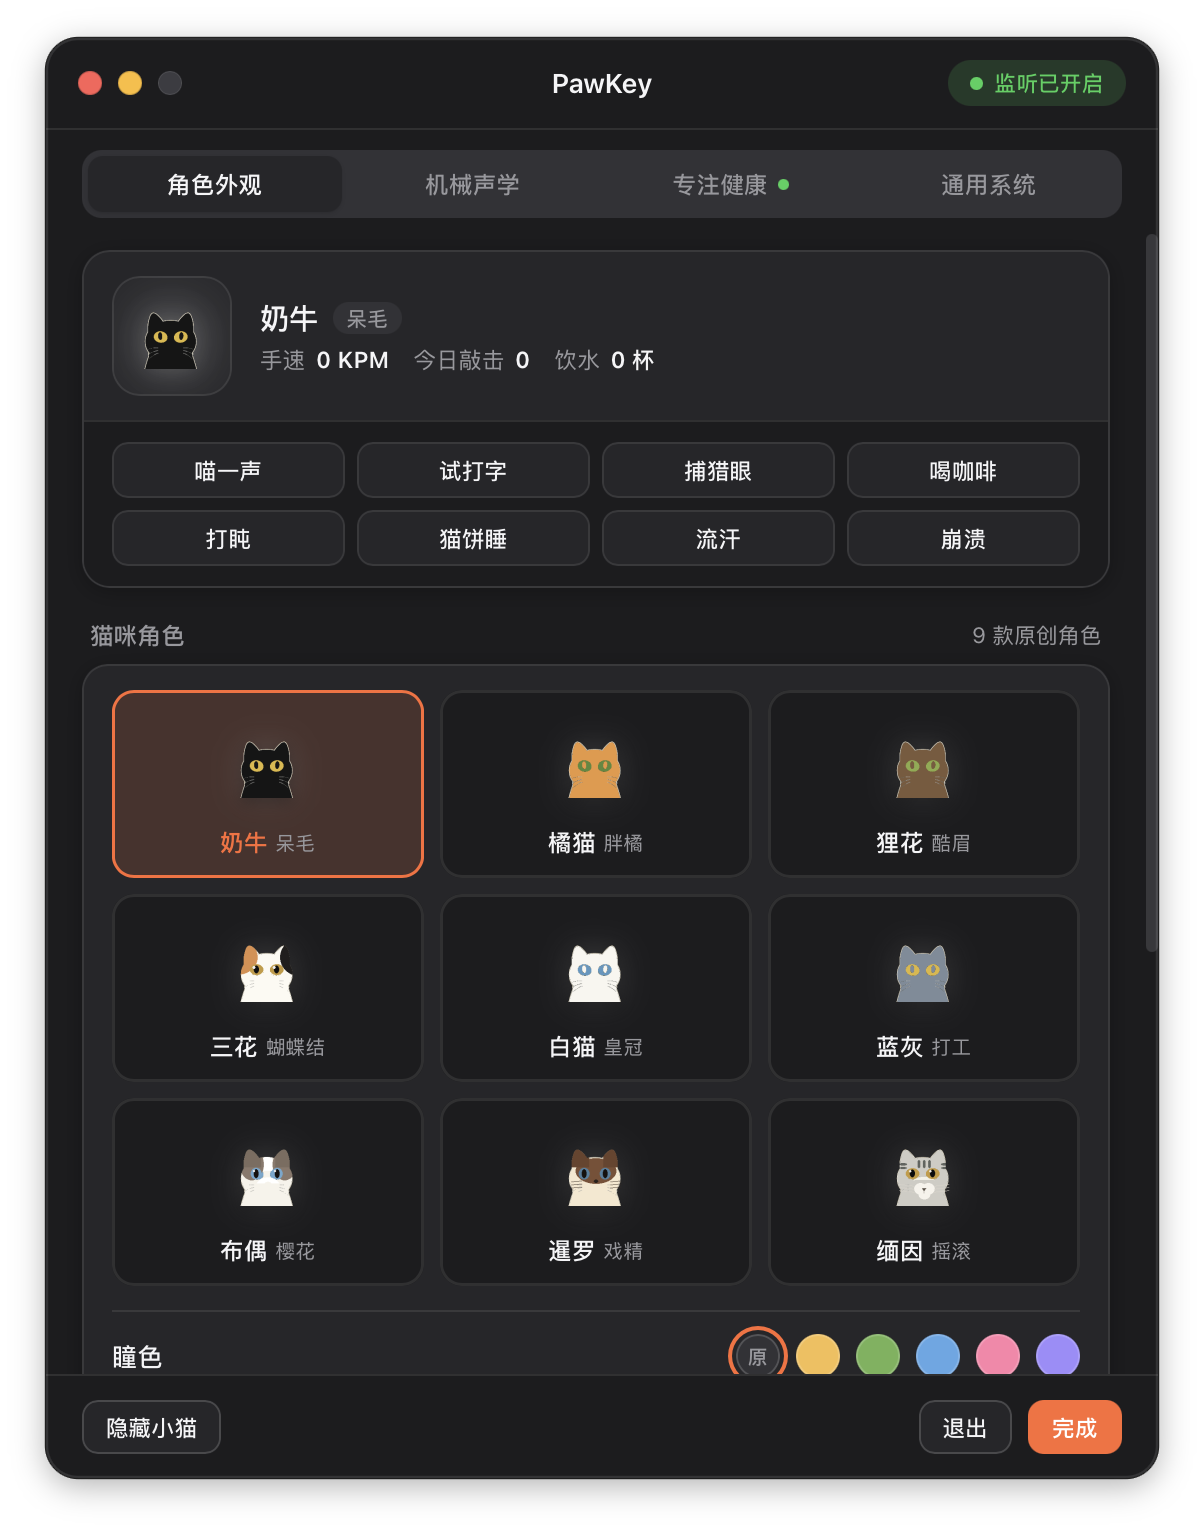 PawKey
监听已开启
角色外观 机械声学 专注健康 通用系统
奶牛 呆毛
手速 0 KPM 今日敲击 0 饮水 0 杯
喵一声 试打字 捕猎眼 喝咖啡
打盹 猫饼睡 流汗 崩溃
猫咪角色 9 款原创角色
奶牛 呆毛 橘猫 胖橘 狸花 酷眉
三花 蝴蝶结 白猫 皇冠 蓝灰 打工
布偶 樱花 暹罗 戏精 缅因 摇滚
瞳色 原
隐藏小猫 退出 完成